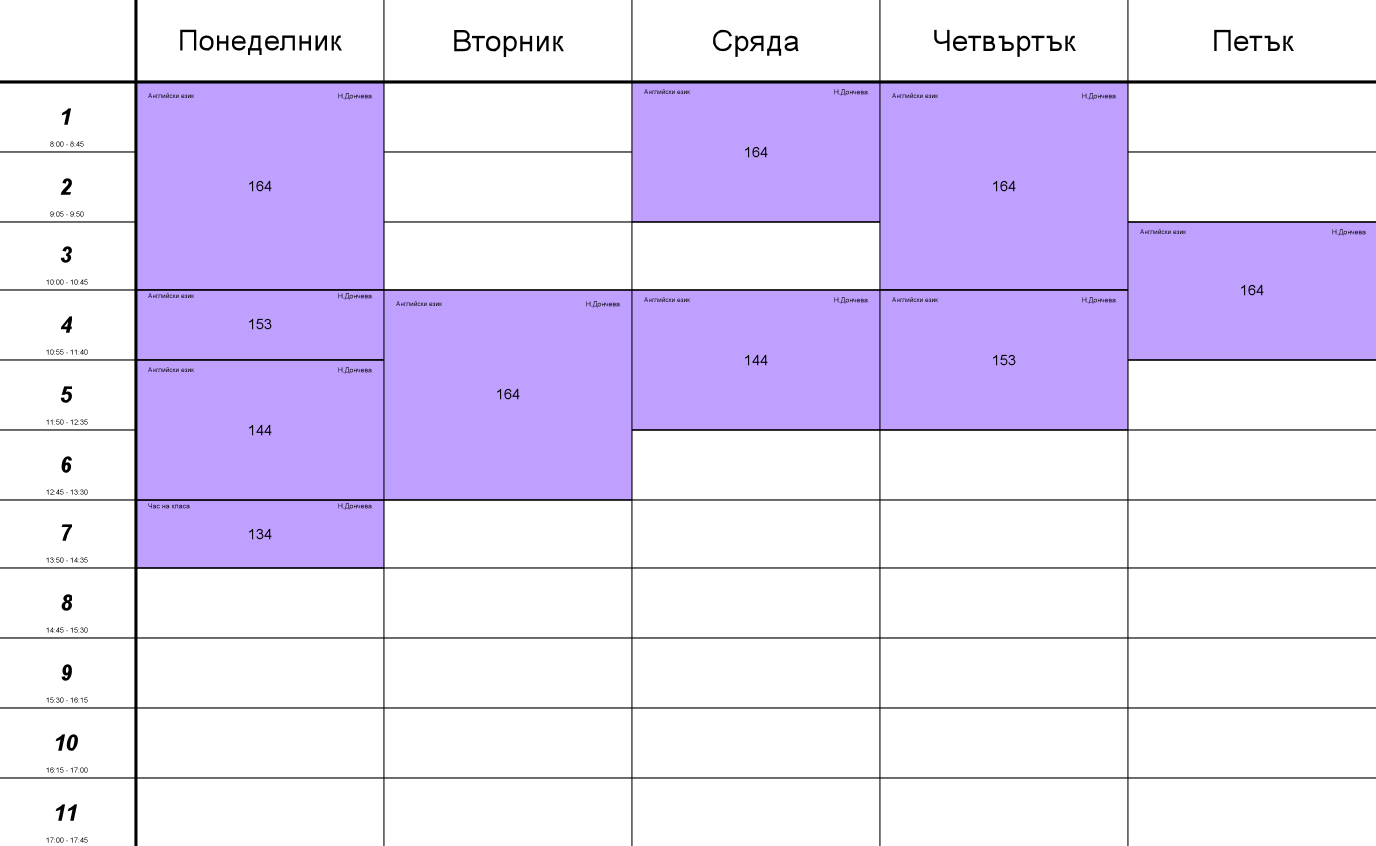 Понеделник Вторник Сряда Четвъртък Петък
1
8:00 - 8:45
Английски език Н.Дончева
164
Английски език Н.Дончева
164
Английски език Н.Дончева
164
2
9:05 - 9:50
3
10:00 - 10:45
Английски език Н.Дончева
164
4
10:55 - 11:40
Английски език Н.Дончева
153
Английски език Н.Дончева
164
Английски език Н.Дончева
144
Английски език Н.Дончева
153
5
11:50 - 12:35
Английски език Н.Дончева
144
6
12:45 - 13:30
7
13:50 - 14:35
Час на класа Н.Дончева
134
8
14:45 - 15:30
9
15:30 - 16:15
10
16:15 - 17:00
11
17:00 - 17:45